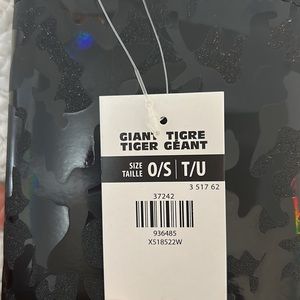 GIANT TIGRE
TIGER GÉANT
SIZE
TAILLE O/S T/U
3 517 62
37242
936485
X518522W